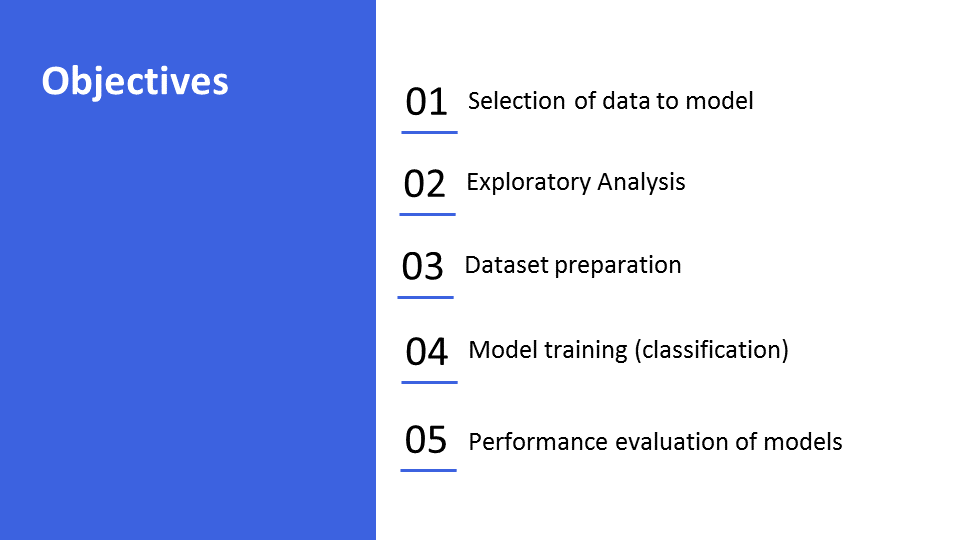 Objectives
01 Selection of data to model
02 Exploratory Analysis
03 Dataset preparation
04 Model training (classification)
05 Performance evaluation of models